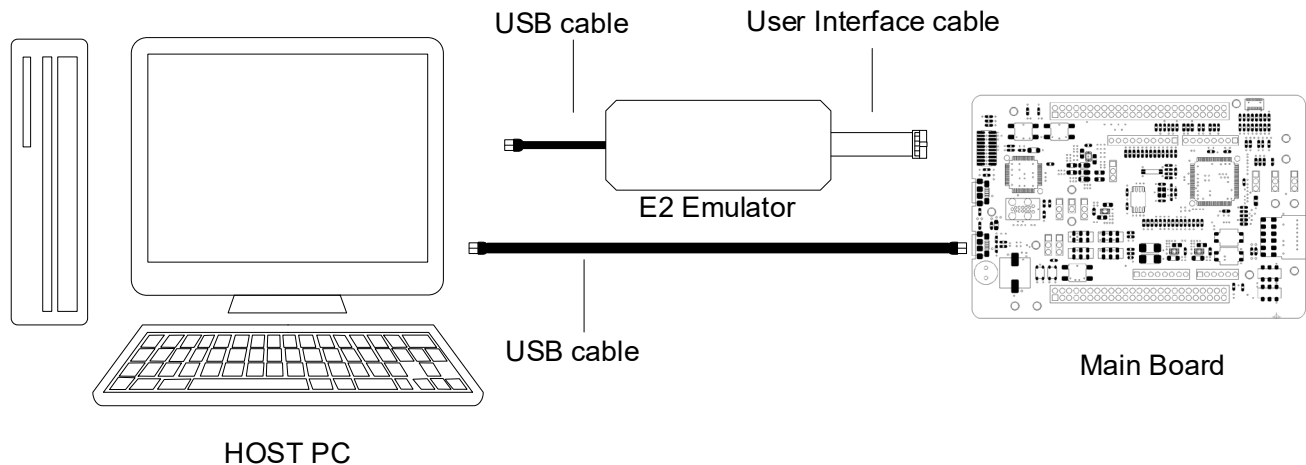 USB cable
User Interface cable
E2 Emulator
USB cable
Main Board
HOST PC